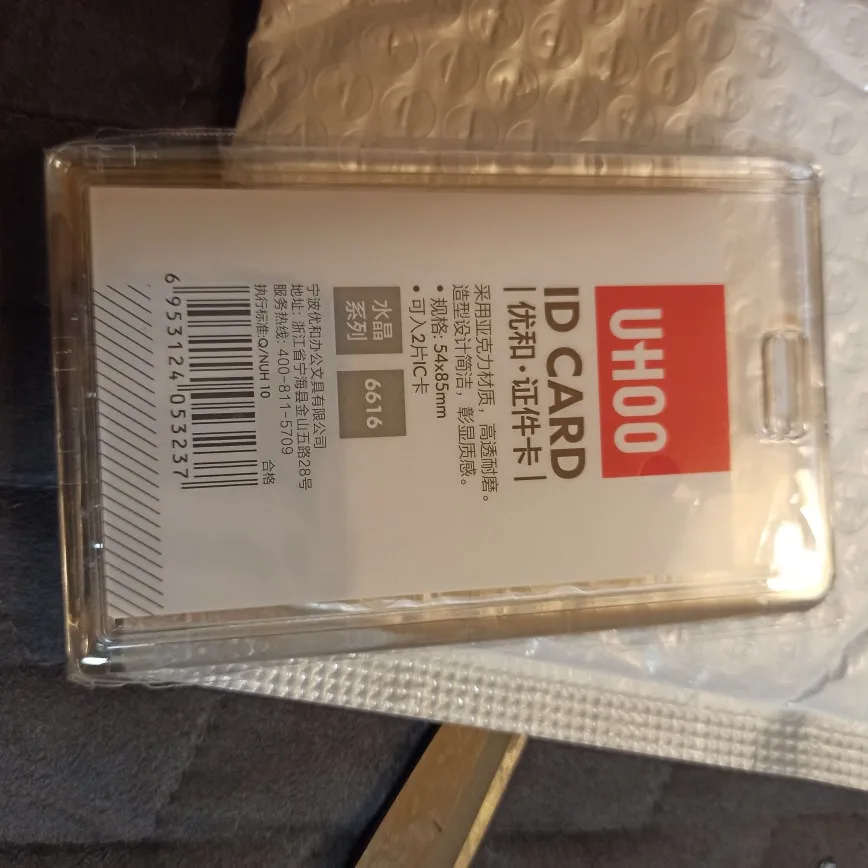 UHOO
ID CARD
| 优和·证件卡 |
采用亚克力材质，高透耐磨。
造型设计简洁，彰显质感。
• 规格: 54x85mm
• 可入2片IC卡
水晶
系列
6616
宁波优和办公文具有限公司
地址: 浙江省宁海县金山五路28号
服务热线: 400-811-5709
执行标准:Q/NUH 10
合格
6 953124 053237